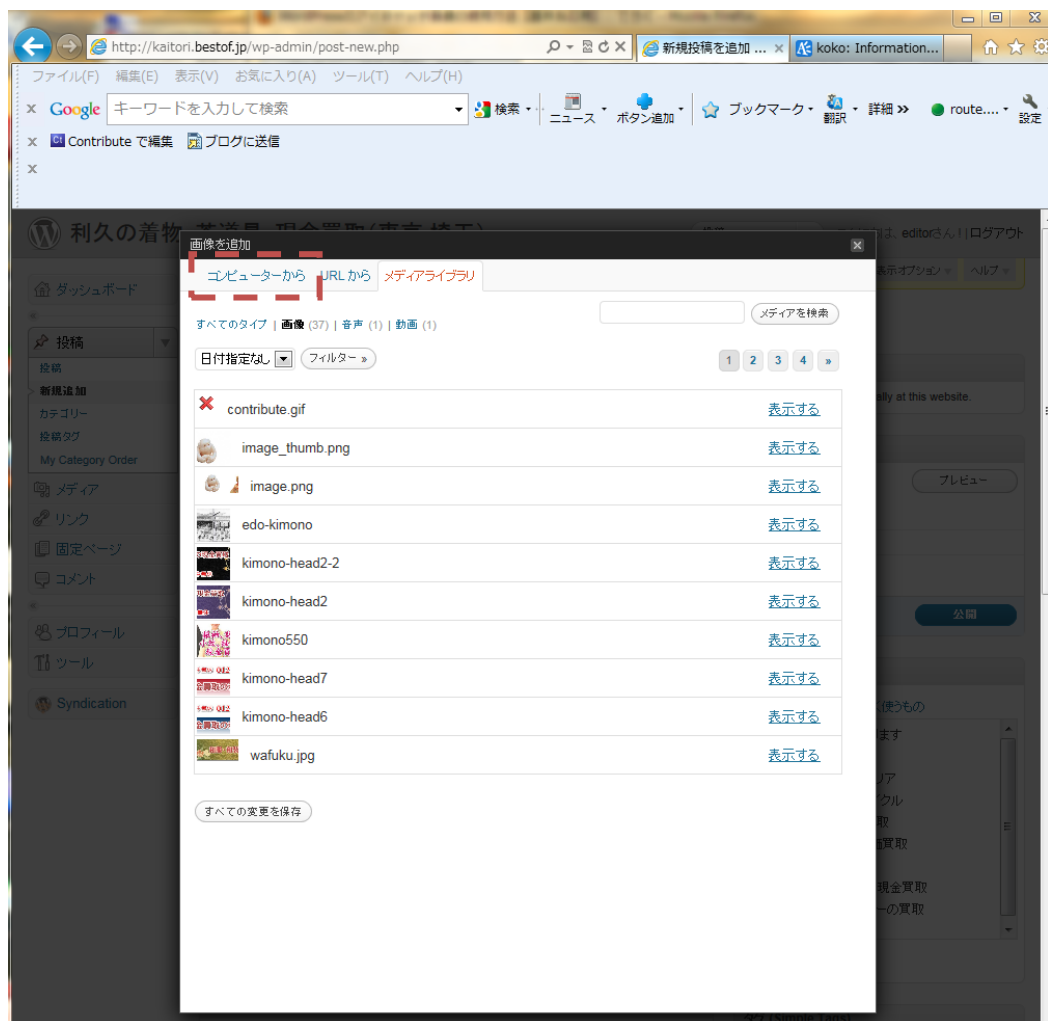 http://kaitori.bestof.jp/wp-admin/post-new.php
新規投稿を追加 ...
koko: Information...
ファイル(F) 編集(E) 表示(V) お気に入り(A) ツール(T) ヘルプ(H)
x Google キーワードを入力して検索 検索 ニュース ボタン追加 ブックマーク 翻訳 詳細 >> route.... 設定
x Contribute で編集 ブログに送信
x
利久の着物
editorさん ! | ログアウト
画像を追加
表示オプション ヘルプ
コンピューターから URL から メディアライブラリ
ダッシュボード
すべてのタイプ | 画像 (37) | 音声 (1) | 動画 (1)
メディアを検索
投稿
日付指定なし フィルター »
1 2 3 4 »
投稿
新規追加
ally at this website.
カテゴリー
投稿タグ
My Category Order
メディア
リンク
固定ページ
コメント
プロフィール
ツール
Syndication
contribute.gif 表示する
image_thumb.png 表示する
image.png 表示する
edo-kimono 表示する
kimono-head2-2 表示する
kimono-head2 表示する
kimono550 表示する
kimono-head7 表示する
kimono-head6 表示する
wafuku.jpg 表示する
すべての変更を保存
プレビュー
公開
使うもの
ます
リア
クル
取
買取
現金買取
ーの買取